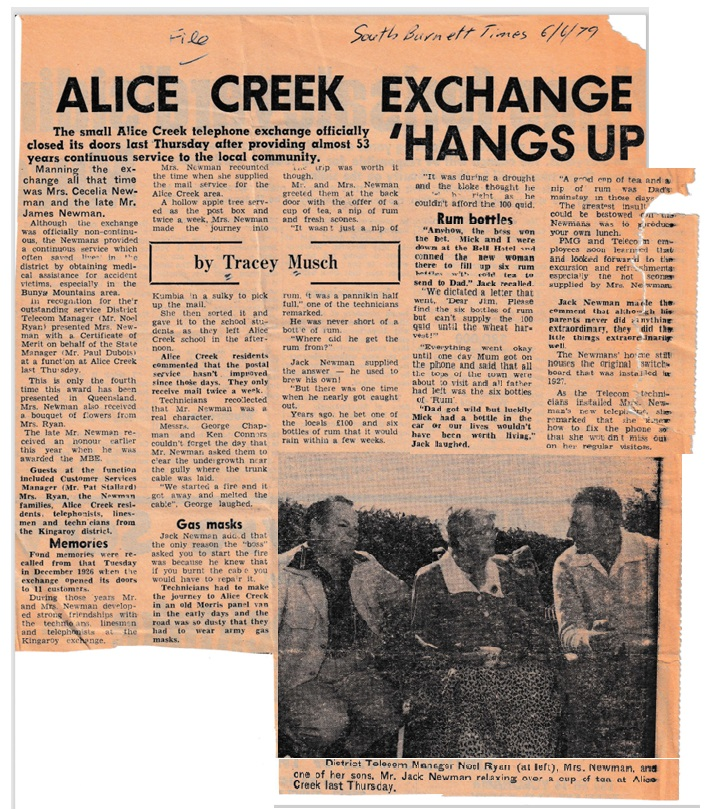 File
South Burnett Times 6/6/79
ALICE CREEK EXCHANGE
'HANGS UP
The small Alice Creek telephone exchange officially
closed its doors last Thursday after providing almost 53
years continuous service to the local community.
Manning the ex-
change all that time
was Mrs. Cecelia New-
man and the late Mr.
James Newman.
Although the exchange
was officially non-continu-
ous, the Newmans provided
a continuous service which
often saved lives in the
district by obtaining medi-
cal assistance for accident
victims, especially in the
Bunya Mountains area.
In recognition for their
outstanding service District
Telecom Manager (Mr. Noel
Ryan) presented Mrs. New-
man with a Certificate of
Merit on behalf of the State
Manager (Mr. Paul Dubois)
at a function at Alice Creek
last Thursday.
This is only the fourth
time this award has been
presented in Queensland.
Mrs. Newman also received
a bouquet of flowers from
Mrs. Ryan.
The late Mr. Newman re-
ceived an honour earlier
this year when he was
awarded the MBE.
Guests at the function
included Customer Services
Manager (Mr. Pat Stallard)
Mrs. Ryan, the Newman
families, Alice Creek resi-
dents, telephonists, lines-
men and technicians from
the Kingaroy district.
Memories
Fond memories were re-
called from that Tuesday
in December 1926 when the
exchange opened its doors
to 11 customers.
During those years Mr.
and Mrs. Newman develop-
ed strong friendships with
the technicians, linesmen
and telephonists at the
Kingaroy exchange.
Mrs. Newman recounted
the time when she supplied
the mail service for the
Alice Creek area.
A hollow apple tree serv-
ed as the post box and
twice a week, Mrs. Newman
made the journey into
by Tracey Musch
Kumbia in a sulky to pick
up the mail.
She then sorted it and
gave it to the school stu-
dents as they left Alice
Creek school in the after-
noon.
Alice Creek residents
commented that the postal
service hasn't improved
since those days. They only
receive mail twice a week.
Technicians recollected
that Mr. Newman was a
real character.
Messrs. George Chap-
man and Ken Connors
couldn't forget the day that
Mr. Newman asked them to
clear the undergrowth near
the gully where the trunk
cable was laid.
"We started a fire and it
got away and melted the
cable", George laughed.
Gas masks
Jack Newman added that
the only reason the "boss"
asked you to start the fire
was because he knew that
if you burnt the cable you
would have to repair it.
Technicians had to make
the journey to Alice Creek
in an old Morris panel van
in the early days and the
road was so dusty that they
had to wear army gas
masks.
trip was worth it
though.
Mr. and Mrs. Newman
greeted them at the back
door with the offer of a
cup of tea, a nip of rum
and fresh scones.
"It wasn't just a nip of
rum, it was a pannikin half
full," one of the technicians
remarked.
He was never short of a
bottle of
"Where did he get the
rum from?"
Jack Newman supplied
the answer — he used to
brew his own!
"But there was one time
when he nearly got caught
out.
Years ago, he bet one of
the locals £100 and six
bottles of rum that it would
rain within a few weeks.
"It was during a drought
and the bloke thought he
right as he
couldn't afford the 100 quid.
Rum bottles
"Anyhow, the boss won
the bet. Mick and I were
down at the Bell Hotel and
conned the new woman
there to fill up six rum
bottles with cold tea to
send to Dad," Jack recalled.
"We dictated a letter that
went, 'Dear Jim. Please
find the six bottles of rum
but can't supply the 100
quid until the wheat har-
vest!'"
"Everything went okay
until one day Mum got on
the phone and said that all
the tops of the town were
about to visit and all father
had left was the six bottles
of 'Rum'
"Dad got wild but luckily
Mick had a bottle in the
car or our lives wouldn't
have been worth living,"
Jack laughed.
"A good cup of tea and a
nip of rum was Dad's
mainstay in those days.
The greatest insult
could be bestowed on the
Newmans was to produce
your own lunch.
PMG and Telecom em-
ployees soon learned that
and looked forward to the
excursion and refreshments
especially the hot scones
supplied by Mrs. Newman.
Jack Newman made the
comment that although his
parents never did anything
extraordinary, they did the
little things extraordinarily
well.
The Newmans' home still
houses the original switch-
board that was installed in
1927.
As the Telecom techni-
cians installed Mrs. New-
man's new telephone, she
remarked that she knew
how to fix the phone so
that she wouldn't miss out
on her regular visitors.
District Telecom Manager Noel Ryan (at left), Mrs. Newman, and
one of her sons, Mr. Jack Newman relaxing over a cup of tea at Alice
Creek last Thursday.